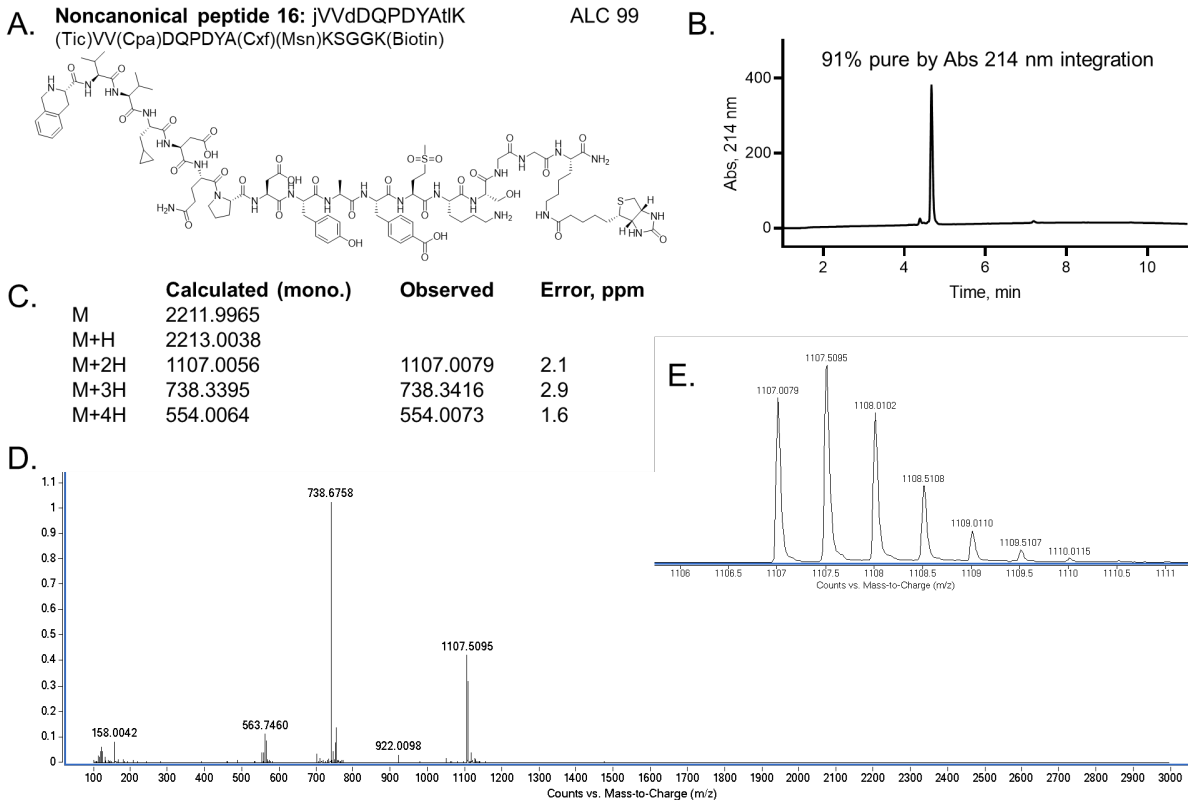 A.
Noncanonical peptide 16: jVVdDQPDYAtlK ALC 99
(Tic)VV(Cpa)DQPDYA(Cxf)(Msn)KSGGK(Biotin)
B.
91% pure by Abs 214 nm integration
Abs, 214 nm
400
200
0
2 4 6 8 10
Time, min
C.
Calculated (mono.) Observed Error, ppm
M 2211.9965
M+H 2213.0038
M+2H 1107.0056 1107.0079 2.1
M+3H 738.3395 738.3416 2.9
M+4H 554.0064 554.0073 1.6
E.
1107.0079
1107.5095
1108.0102
1108.5108
1109.0110
1109.5107
1110.0115
1106 1106.5 1107 1107.5 1108 1108.5 1109 1109.5 1110 1110.5 1111
Counts vs. Mass-to-Charge (m/z)
D.
1.1
1
0.9
0.8
0.7
0.6
0.5
0.4
0.3
0.2
0.1
0
158.0042
563.7460
738.6758
922.0098
1107.5095
100 200 300 400 500 600 700 800 900 1000 1100 1200 1300 1400 1500 1600 1700 1800 1900 2000 2100 2200 2300 2400 2500 2600 2700 2800 2900 3000
Counts vs. Mass-to-Charge (m/z)